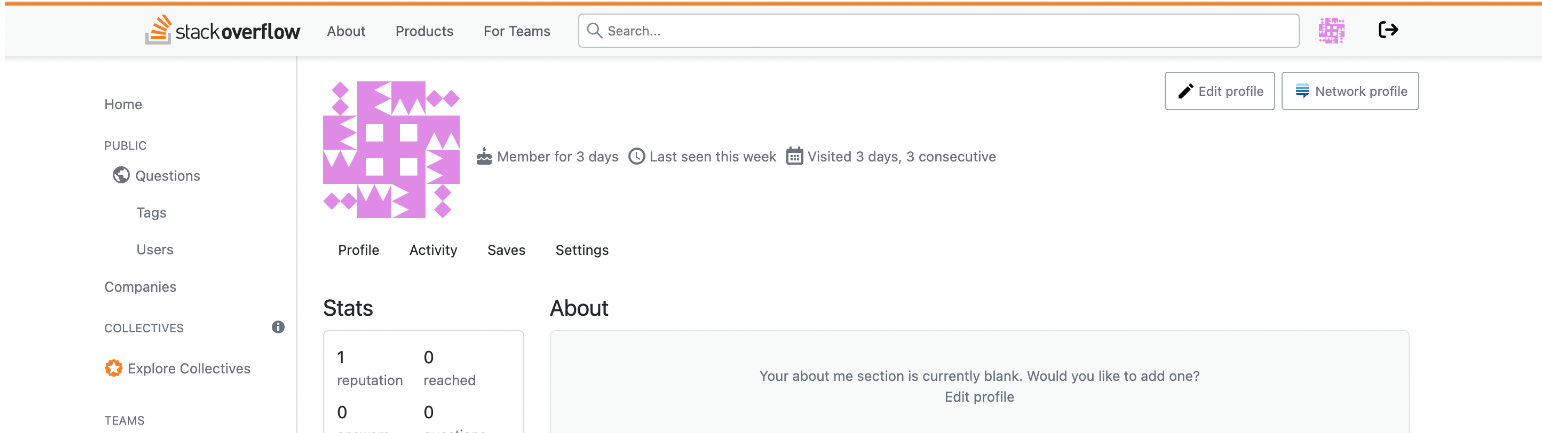 stackoverflow About Products For Teams Search...
Edit profile Network profile
Home
PUBLIC
Questions
Tags
Users
Companies
COLLECTIVES
Explore Collectives
TEAMS
Member for 3 days Last seen this week Visited 3 days, 3 consecutive
Profile Activity Saves Settings
Stats
1 0
reputation reached
0 0
About
Your about me section is currently blank. Would you like to add one?
Edit profile